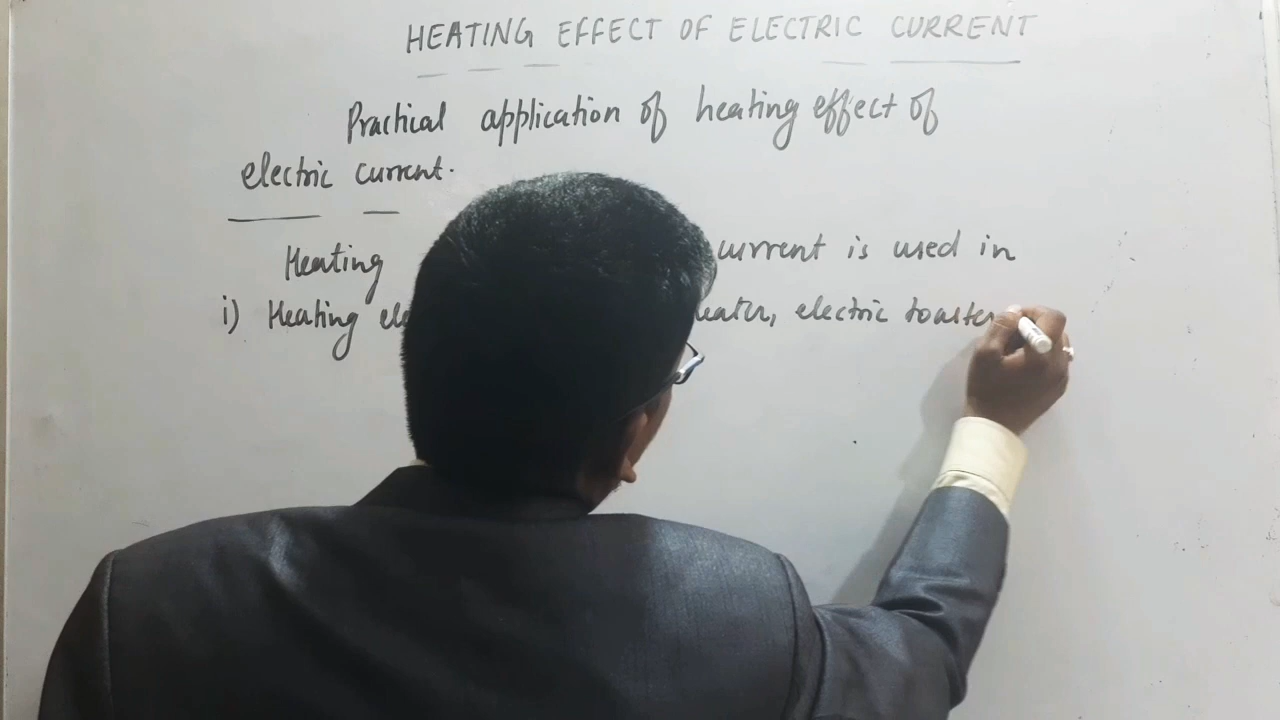 HEATING EFFECT OF ELECTRIC CURRENT
Practical application of heating effect of
electric current.
Heating current is used in
i) Heating ele eater, electric toaster